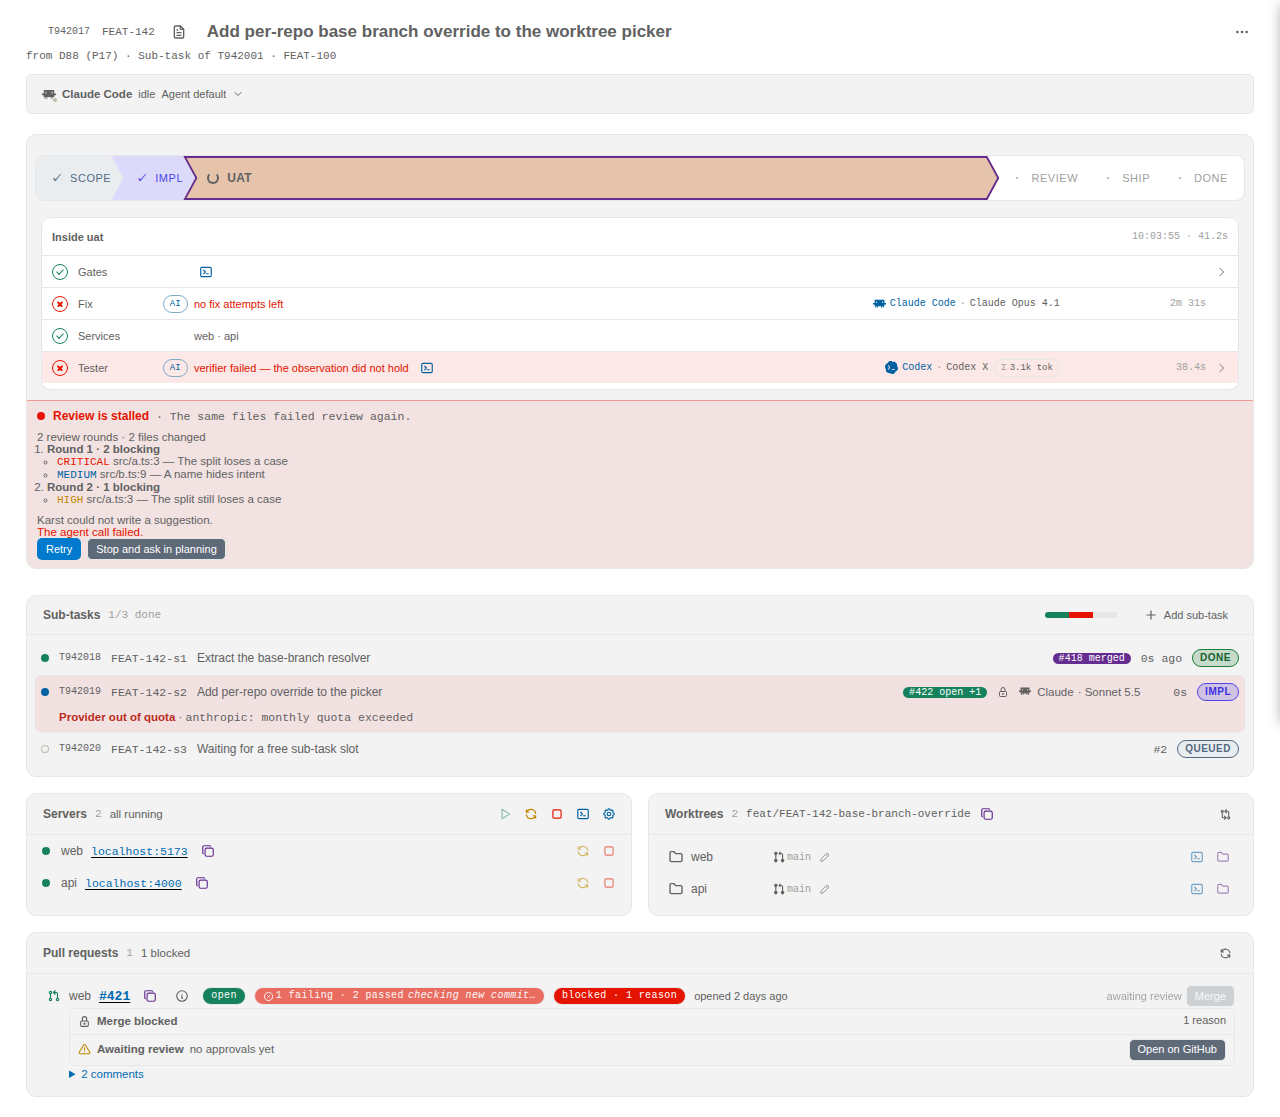 T942017 FEAT-142 Add per-repo base branch override to the worktree picker
from D88 (P17) · Sub-task of T942001 · FEAT-100
Claude Code idle Agent default
SCOPE IMPL UAT REVIEW SHIP DONE
Inside uat 10:03:55 · 41.2s
Gates
Fix AI no fix attempts left Claude Code · Claude Opus 4.1 2m 31s
Services web · api
Tester AI verifier failed — the observation did not hold Codex · Codex X Σ 3.1k tok 38.4s
Review is stalled · The same files failed review again.
2 review rounds · 2 files changed
1. Round 1 · 2 blocking
CRITICAL src/a.ts:3 — The split loses a case
MEDIUM src/b.ts:9 — A name hides intent
2. Round 2 · 1 blocking
HIGH src/a.ts:3 — The split still loses a case
Karst could not write a suggestion.
The agent call failed.
Retry Stop and ask in planning
Sub-tasks 1/3 done Add sub-task
T942018 FEAT-142-s1 Extract the base-branch resolver #418 merged 0s ago DONE
T942019 FEAT-142-s2 Add per-repo override to the picker #422 open +1 Claude · Sonnet 5.5 0s IMPL
Provider out of quota · anthropic: monthly quota exceeded
T942020 FEAT-142-s3 Waiting for a free sub-task slot #2 QUEUED
Servers 2 all running
web localhost:5173
api localhost:4000
Worktrees 2 feat/FEAT-142-base-branch-override
web main
api main
Pull requests 1 1 blocked
web #421 open 1 failing · 2 passed checking new commit… blocked · 1 reason opened 2 days ago awaiting review Merge
Merge blocked 1 reason
Awaiting review no approvals yet Open on GitHub
2 comments